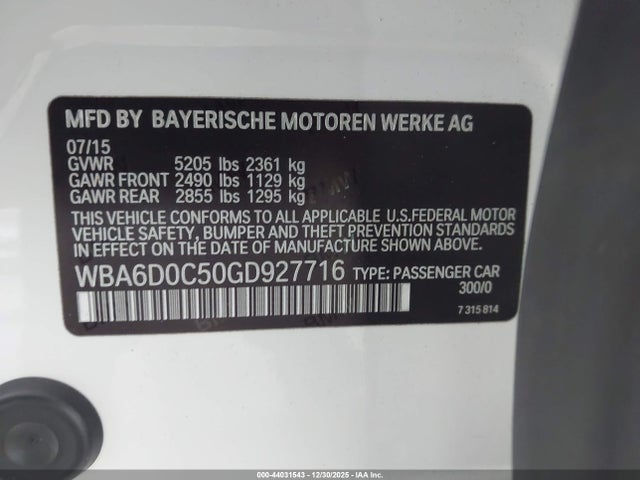 MFD BY BAYERISCHE MOTOREN WERKE AG
07/15
GVWR 5205 lbs 2361 kg
GAWR FRONT 2490 lbs 1129 kg
GAWR REAR 2855 lbs 1295 kg
THIS VEHICLE CONFORMS TO ALL APPLICABLE U.S.FEDERAL MOTOR
VEHICLE SAFETY, BUMPER AND THEFT PREVENTION STANDARDS
IN EFFECT ON THE DATE OF MANUFACTURE SHOWN ABOVE.
WBA6D0C50GD927716 TYPE: PASSENGER CAR
300/0
7 315 814
000-44031543 - 12/30/2025 - IAA Inc.